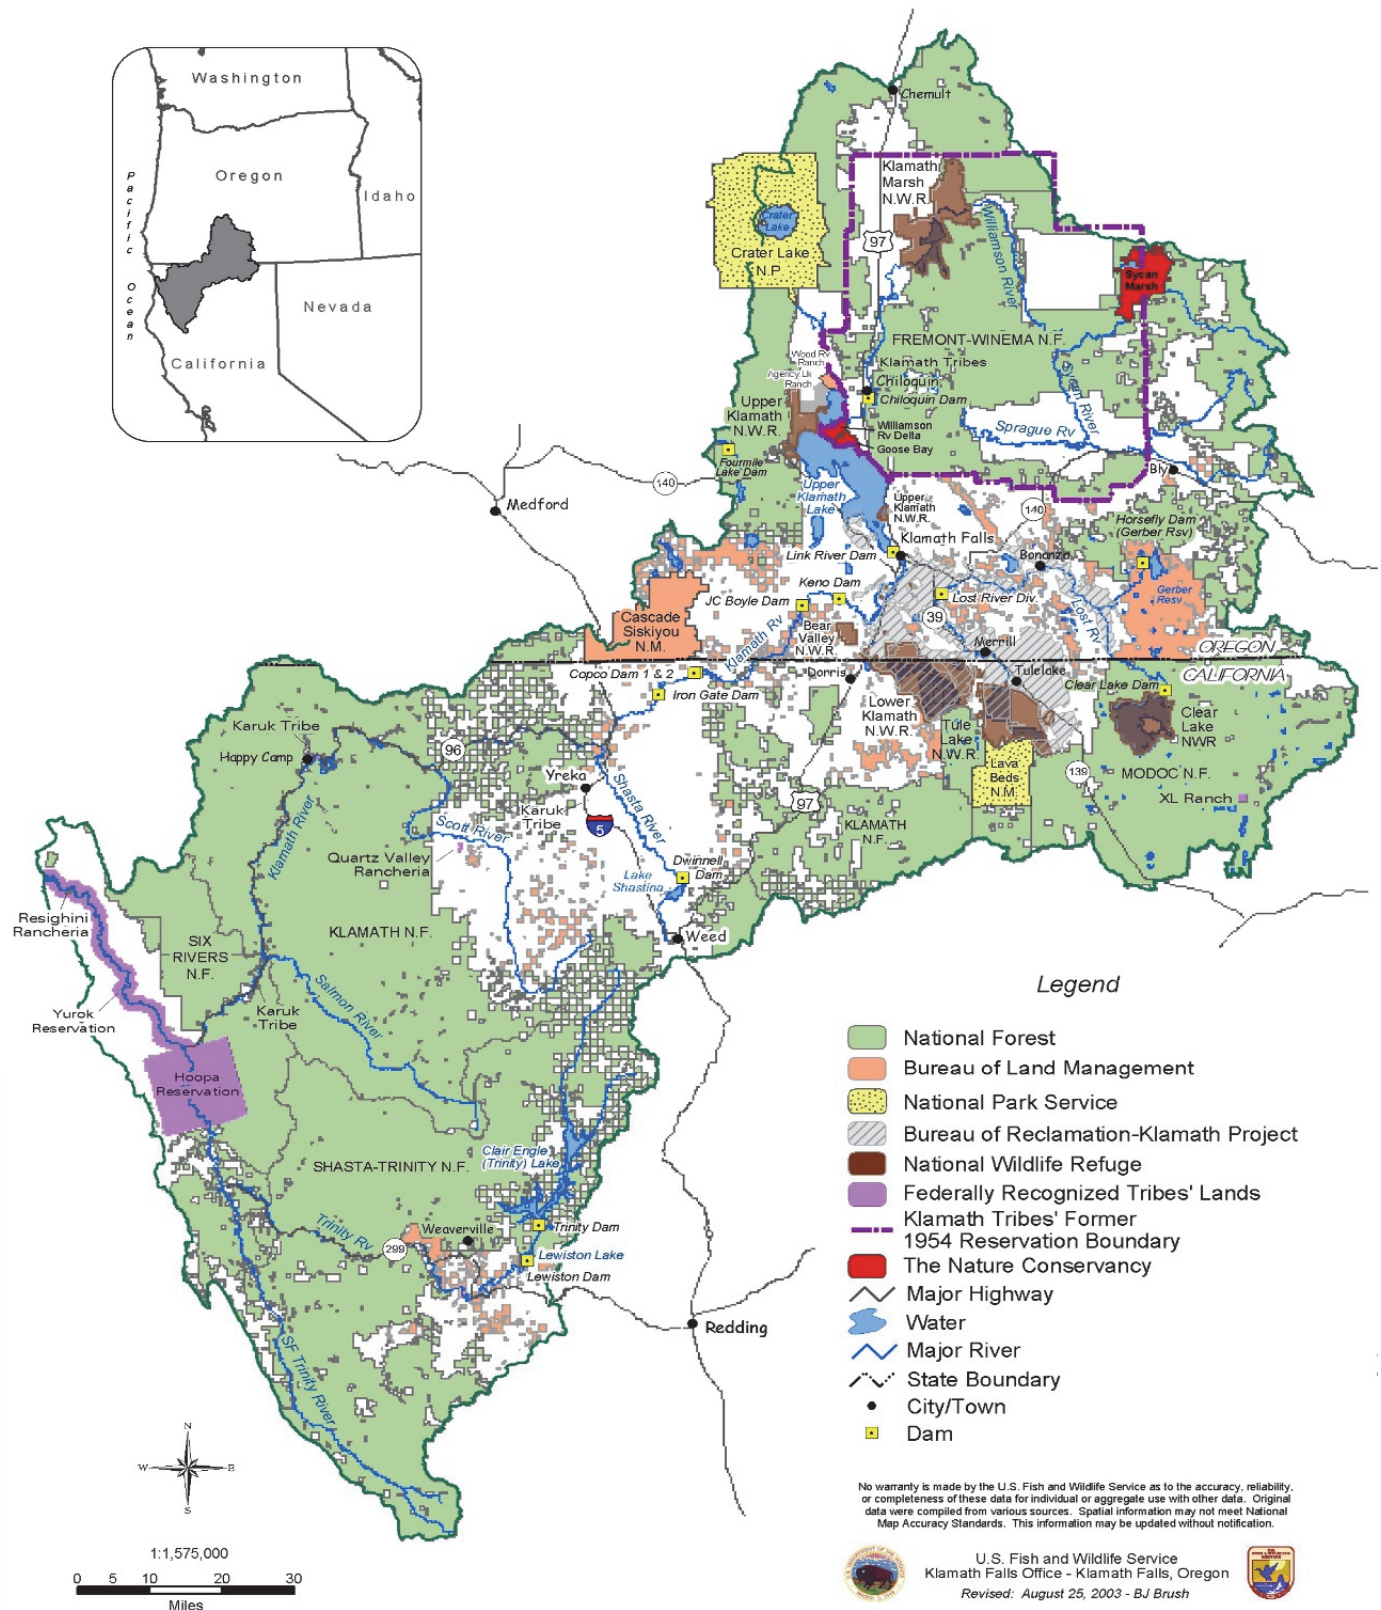 Washington
Oregon
Idaho
Nevada
California
Pacific Ocean
Chemult
Klamath
Marsh
N.W.R.
97
Crater
Lake
Crater Lake
N.P.
Williamson River
Sycan
Marsh
FREMONT-WINEMA N.F.
Klamath Tribes
Wood Rv
Ranch
Agency Lk
Ranch
Chiloquin
Chiloquin Dam
Sycan River
Upper
Klamath
N.W.R.
Williamson
Rv Delta
Goose Bay
Sprague Rv
Fourmile
Lake Dam
140
Bly
Medford
Upper
Klamath
Lake
Upper
Klamath
N.W.R.
140
Horsefly Dam
(Gerber Rsv)
Klamath Falls
Link River Dam
Bonanza
Keno Dam
JC Boyle Dam
Lost River Div.
Gerber
Resv
Lost Rv
39
Cascade
Siskiyou
N.M.
Klamath Rv
Bear
Valley
N.W.R.
Merrill
OREGON
CALIFORNIA
Copco Dam 1 & 2
Dorris
Tulelake
Clear Lake Dam
Iron Gate Dam
Lower
Klamath
N.W.R.
Tule
Lake
N.W.R.
Clear
Lake
NWR
Karuk Tribe
96
Happy Camp
Lava
Beds
N.M.
139
MODOC N.F.
Yreka
Shasta River
97
XL Ranch
Karuk
Tribe
5
KLAMATH
N.F.
Klamath River
Scott River
Quartz Valley
Rancheria
Dwinnell
Dam
Lake
Shastina
Resighini
Rancheria
Weed
KLAMATH N.F.
SIX
RIVERS
N.F.
Salmon River
Yurok
Reservation
Karuk
Tribe
Hoopa
Reservation
Clair Engle
(Trinity) Lake
SHASTA-TRINITY N.F.
Trinity Rv
Weaverville
Trinity Dam
299
Lewiston Lake
Lewiston Dam
Redding
SF Trinity River
N
W
E
S
1:1,575,000
0 5 10 20 30
Miles
Legend
National Forest
Bureau of Land Management
National Park Service
Bureau of Reclamation-Klamath Project
National Wildlife Refuge
Federally Recognized Tribes' Lands
Klamath Tribes' Former
1954 Reservation Boundary
The Nature Conservancy
Major Highway
Water
Major River
State Boundary
City/Town
Dam
No warranty is made by the U.S. Fish and Wildlife Service as to the accuracy, reliability,
or completeness of these data for individual or aggregate use with other data. Original
data were compiled from various sources. Spatial information may not meet National
Map Accuracy Standards. This information may be updated without notification.
U.S. Fish and Wildlife Service
Klamath Falls Office - Klamath Falls, Oregon
Revised: August 25, 2003 - BJ Brush